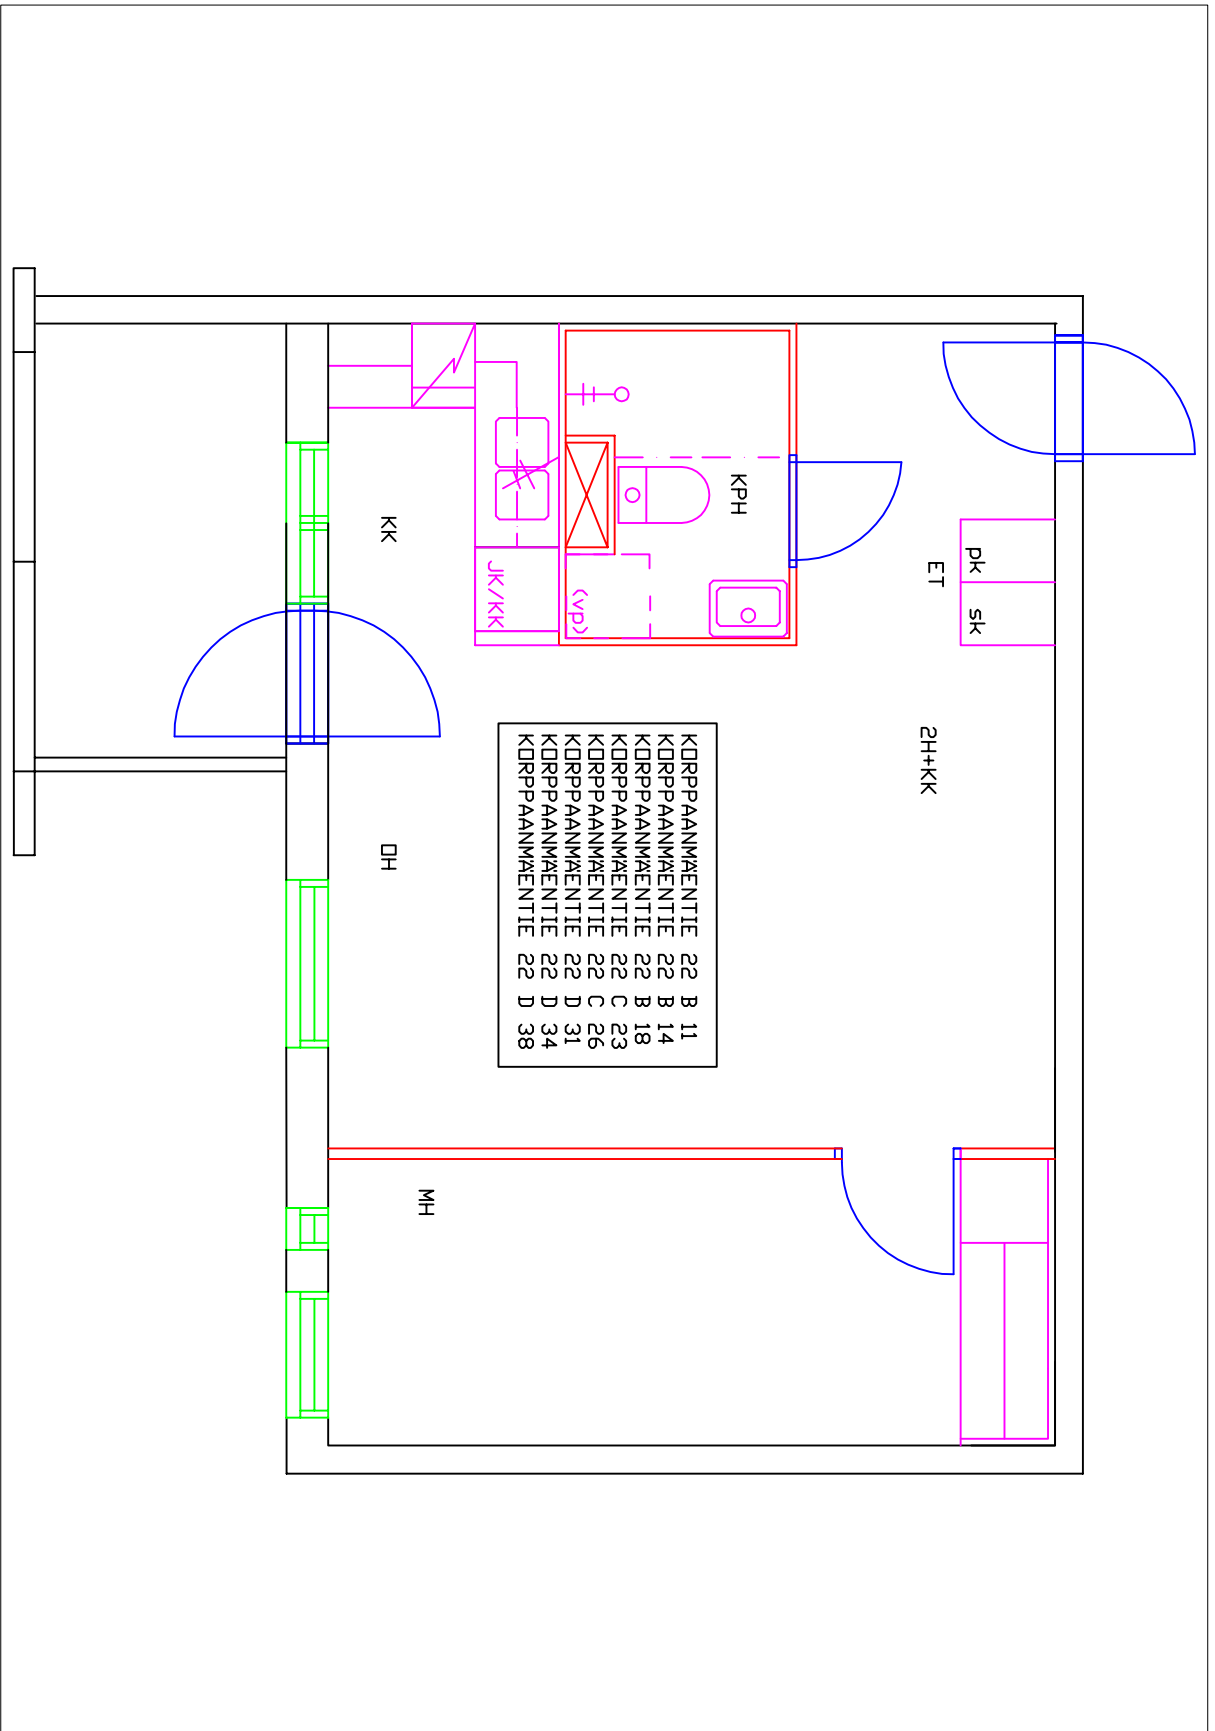 pk
sk
ET
2H+KK
KPH
KORPPAANMÄENTIE 22 B 11
KORPPAANMÄENTIE 22 B 14
KORPPAANMÄENTIE 22 B 18
KORPPAANMÄENTIE 22 C 23
KORPPAANMÄENTIE 22 C 26
KORPPAANMÄENTIE 22 D 31
KORPPAANMÄENTIE 22 D 34
KORPPAANMÄENTIE 22 D 38
(vp)
JK/KK
MH
KK
OH